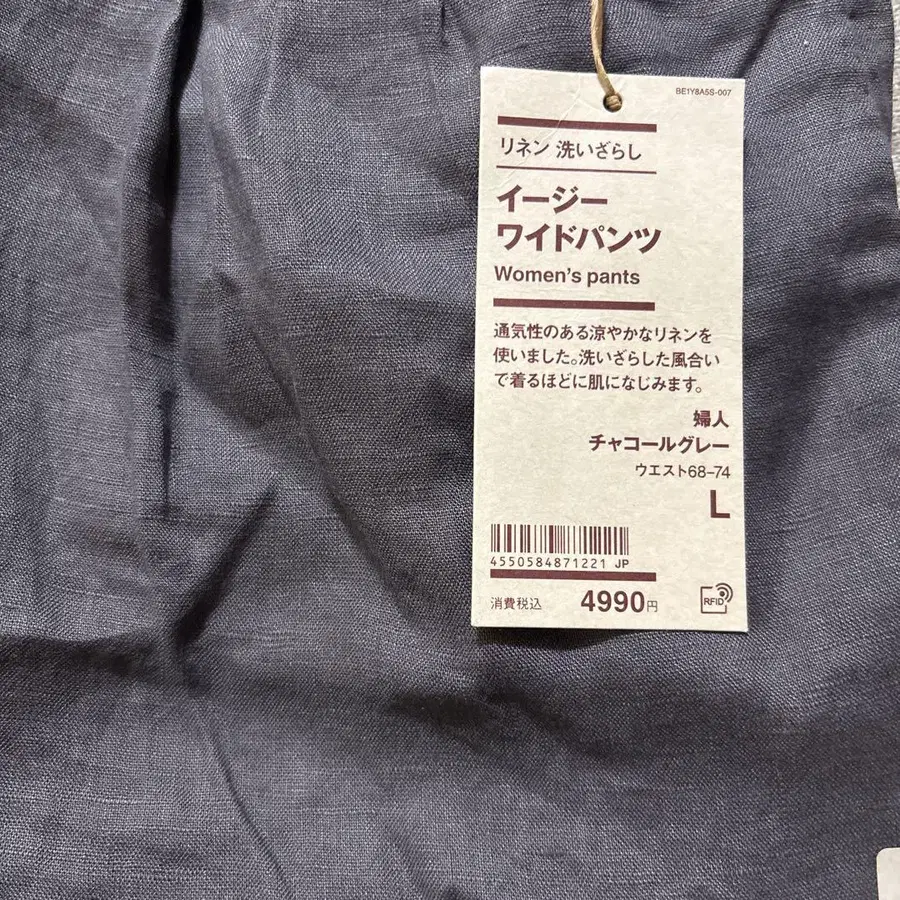 BE1Y8A5S-007
リネン 洗いざらし
イージー
ワイドパンツ
Women's pants
通気性のある涼やかなリネンを
使いました。洗いざらした風合い
で着るほどに肌になじみます。
婦人
チャコールグレー
ウエスト68-74
L
4550584871221 JP
消費税込 4990円
RFID